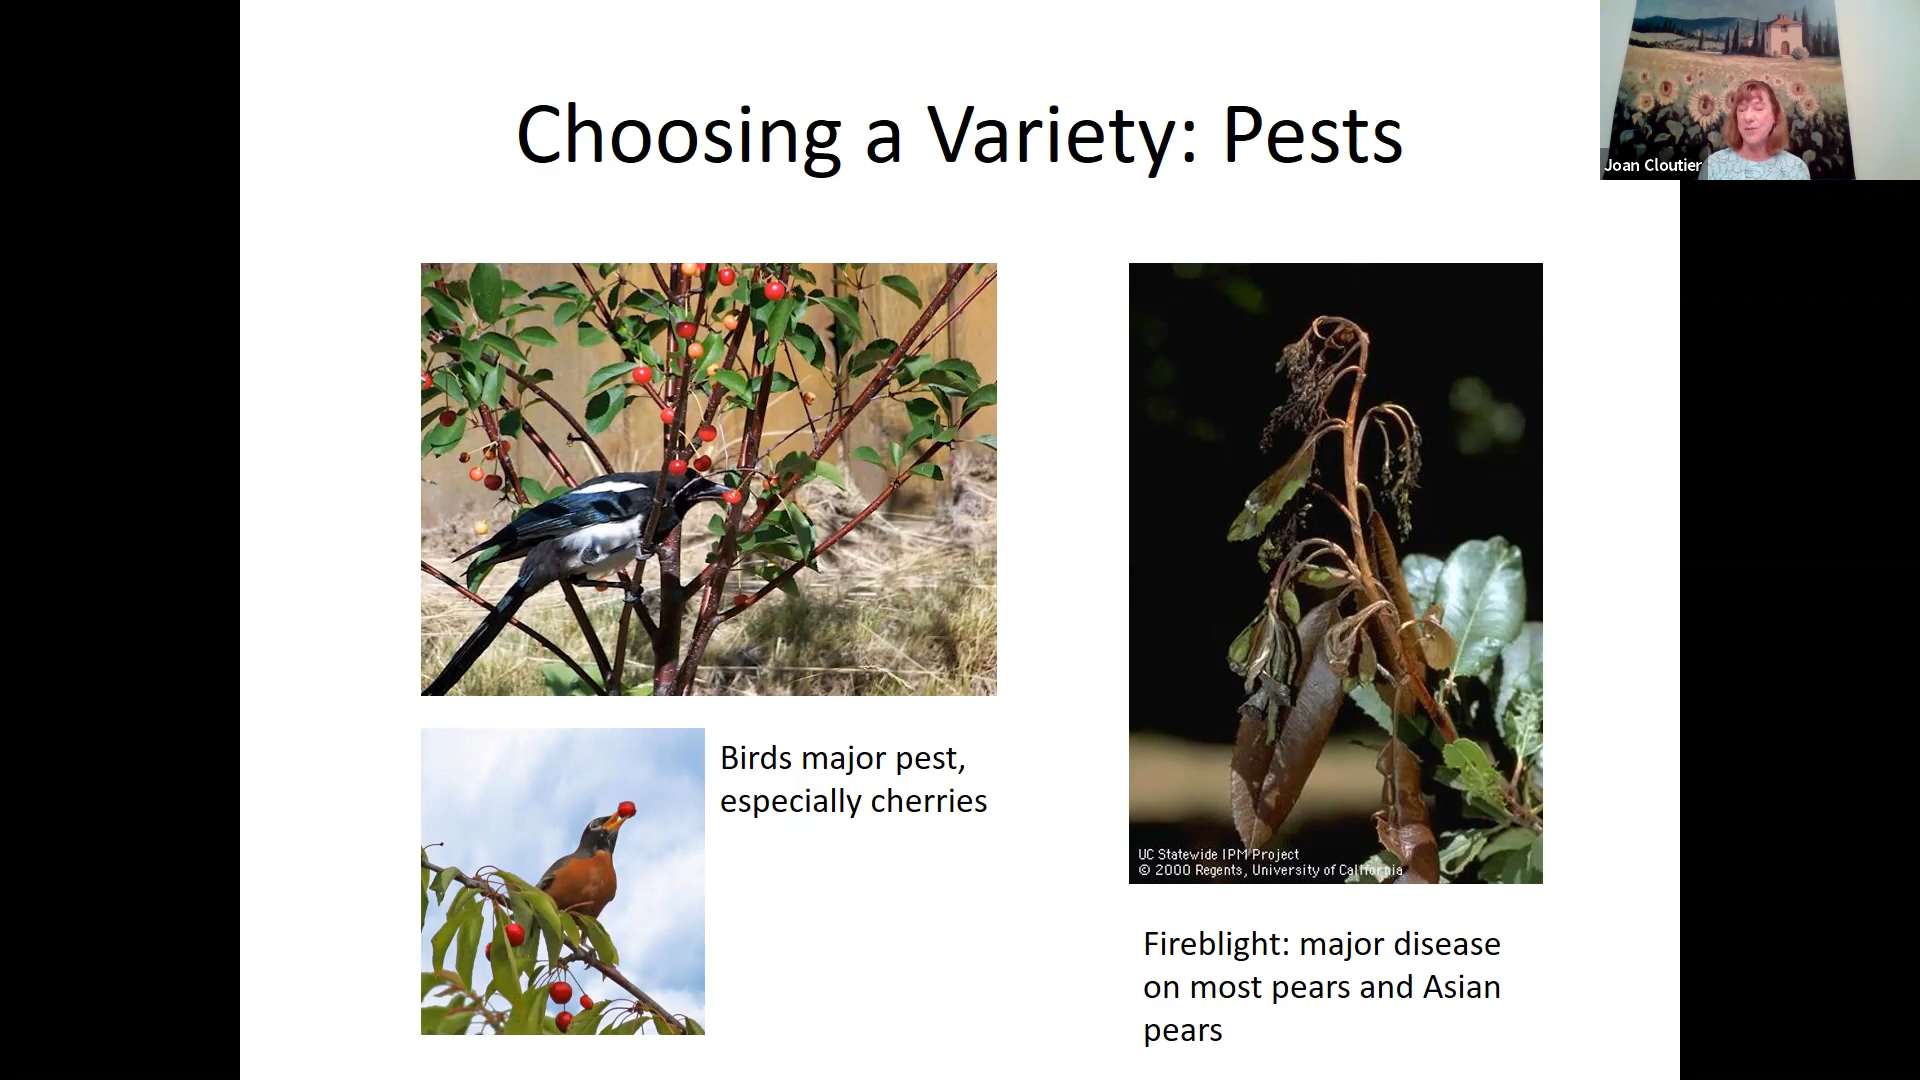 Choosing a Variety: Pests
Joan Cloutier
Birds major pest,
especially cherries
UC Statewide IPM Project
© 2000 Regents, University of California
Fireblight: major disease
on most pears and Asian
pears